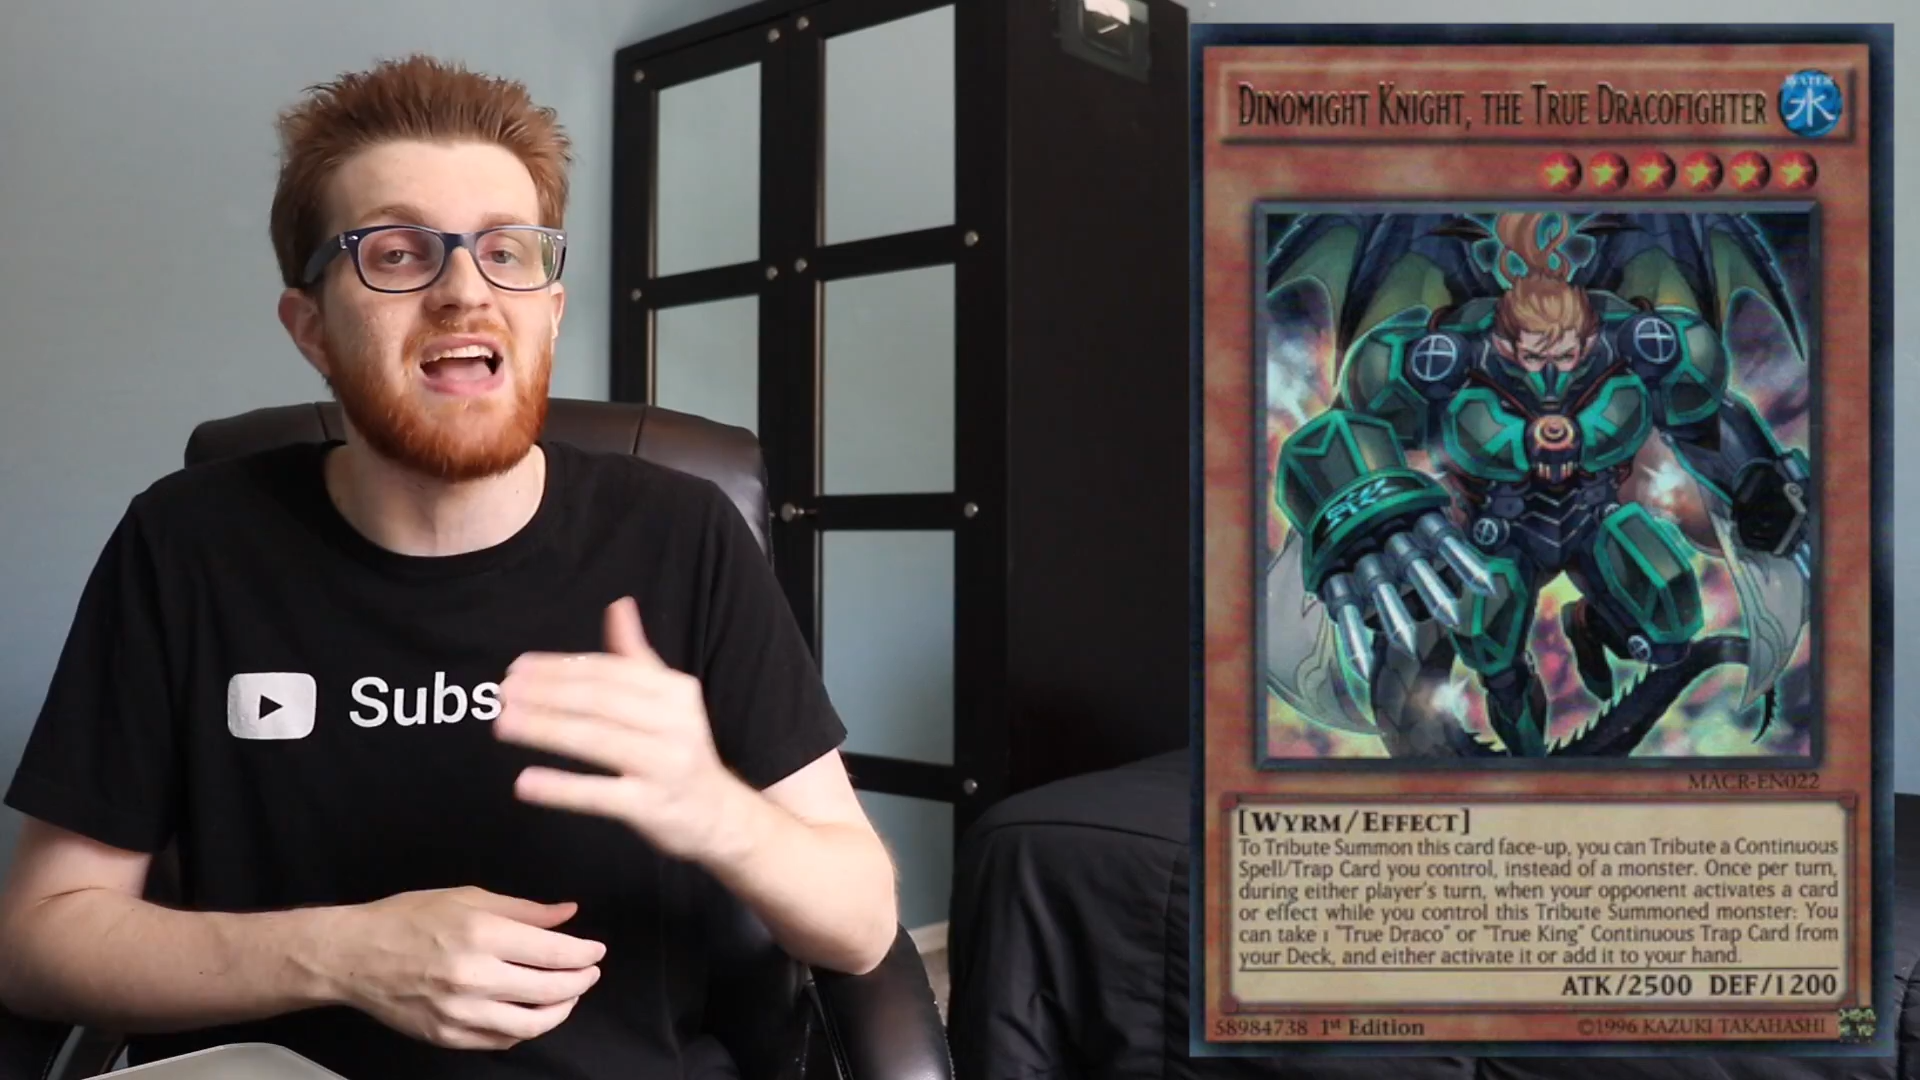 Subs
DINOMIGHT KNIGHT, THE TRUE DRACOFIGHTER
WATER
水
MACR-EN022
[WYRM/EFFECT]
To Tribute Summon this card face-up, you can Tribute a Continuous
Spell/Trap Card you control, instead of a monster. Once per turn,
during either player's turn, when your opponent activates a card
or effect while you control this Tribute Summoned monster: You
can take 1 "True Draco" or "True King" Continuous Trap Card from
your Deck, and either activate it or add it to your hand.
ATK/2500 DEF/1200
58984738 1st Edition
©1996 KAZUKI TAKAHASHI